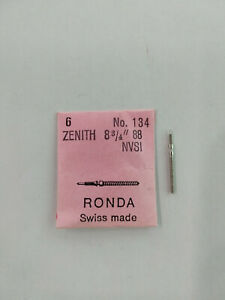 6 No. 134
ZENITH 8 3/4''' 88
NVSI
RONDA
Swiss made